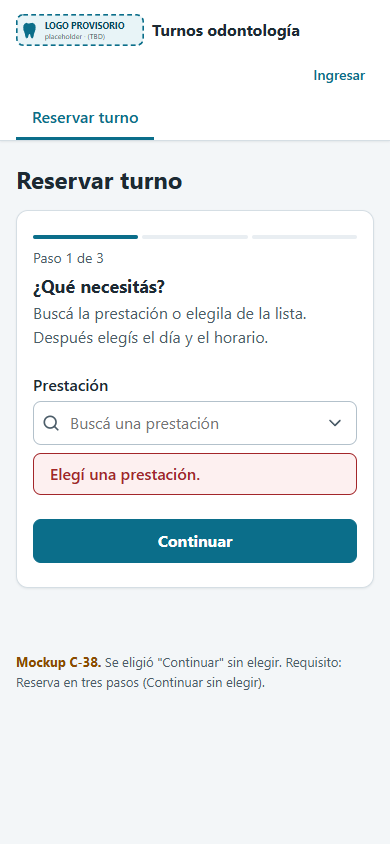 LOGO PROVISORIO
placeholder · (TBD)
Turnos odontología
Ingresar
Reservar turno
Reservar turno
Paso 1 de 3
¿Qué necesitás?
Buscá la prestación o elegila de la lista.
Después elegís el día y el horario.
Prestación
Buscá una prestación
Elegí una prestación.
Continuar
Mockup C-38. Se eligió "Continuar" sin elegir. Requisito:
Reserva en tres pasos (Continuar sin elegir).